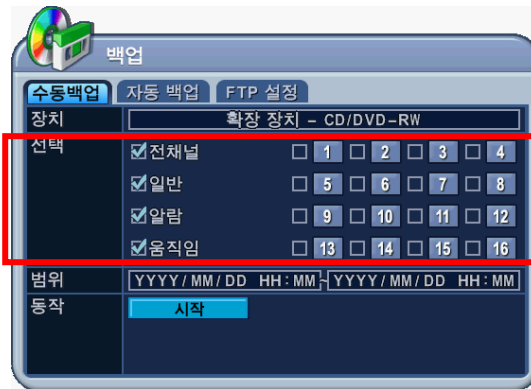 백업
수동백업 자동 백업 FTP 설정
장치 확장 장치 - CD/DVD-RW
선택 전채널 1 2 3 4
일반 5 6 7 8
알람 9 10 11 12
움직임 13 14 15 16
범위 YYYY/MM/DD HH:MM~YYYY/MM/DD HH:MM
동작 시작